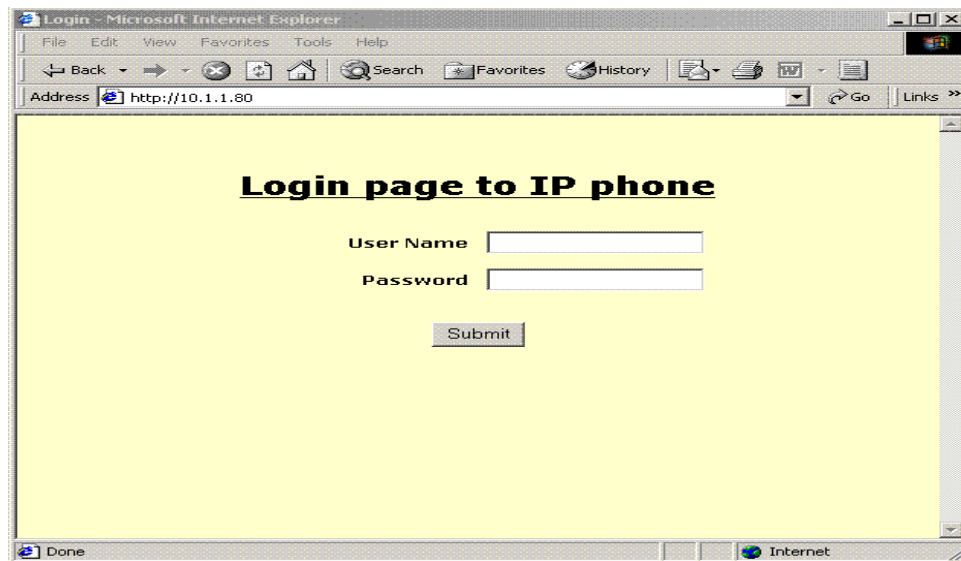 Login - Microsoft Internet Explorer
File Edit View Favorites Tools Help
Back Search Favorites History
Address http://10.1.1.80 Go Links »
Login page to IP phone
User Name
Password
Submit
Done Internet